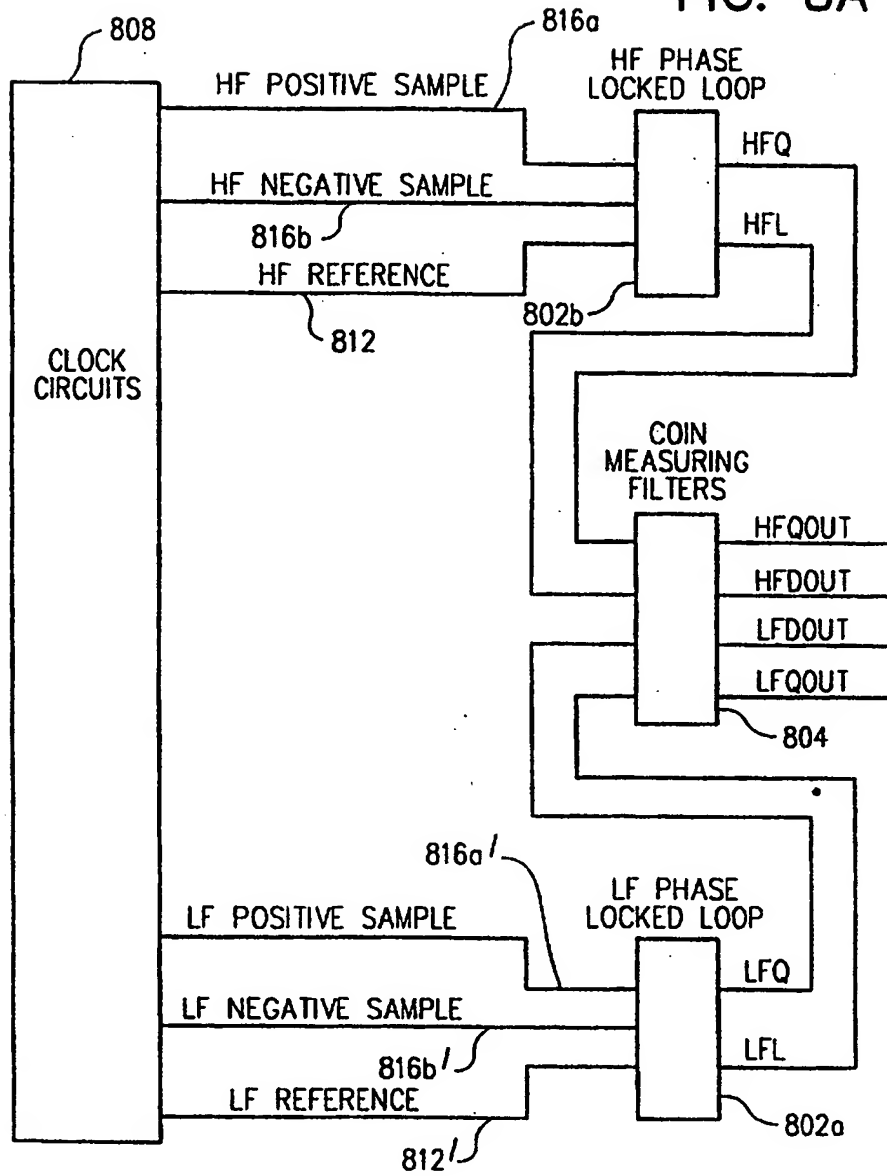 FIG. 8A
808
816a
HF POSITIVE SAMPLE
HF PHASE
LOCKED LOOP
HFQ
HF NEGATIVE SAMPLE
816b
HFL
HF REFERENCE
802b
812
CLOCK
CIRCUITS
COIN
MEASURING
FILTERS
HFQOUT
HFDOUT
LFDOUT
LFQOUT
804
816a'
LF PHASE
LOCKED LOOP
LF POSITIVE SAMPLE
LFQ
LF NEGATIVE SAMPLE
816b'
LFL
LF REFERENCE
802a
812'